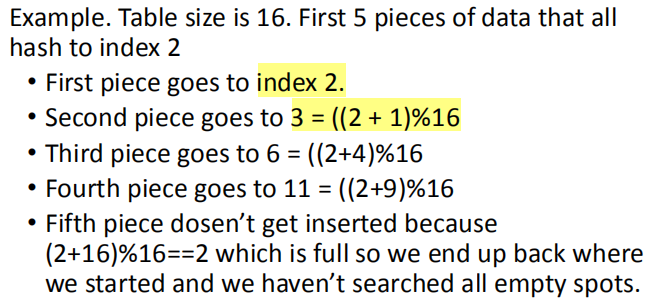 Example. Table size is 16. First 5 pieces of data that all
hash to index 2
• First piece goes to index 2.
• Second piece goes to 3 = ((2 + 1)%16
• Third piece goes to 6 = ((2+4)%16
• Fourth piece goes to 11 = ((2+9)%16
• Fifth piece dosen’t get inserted because
(2+16)%16==2 which is full so we end up back where
we started and we haven’t searched all empty spots.